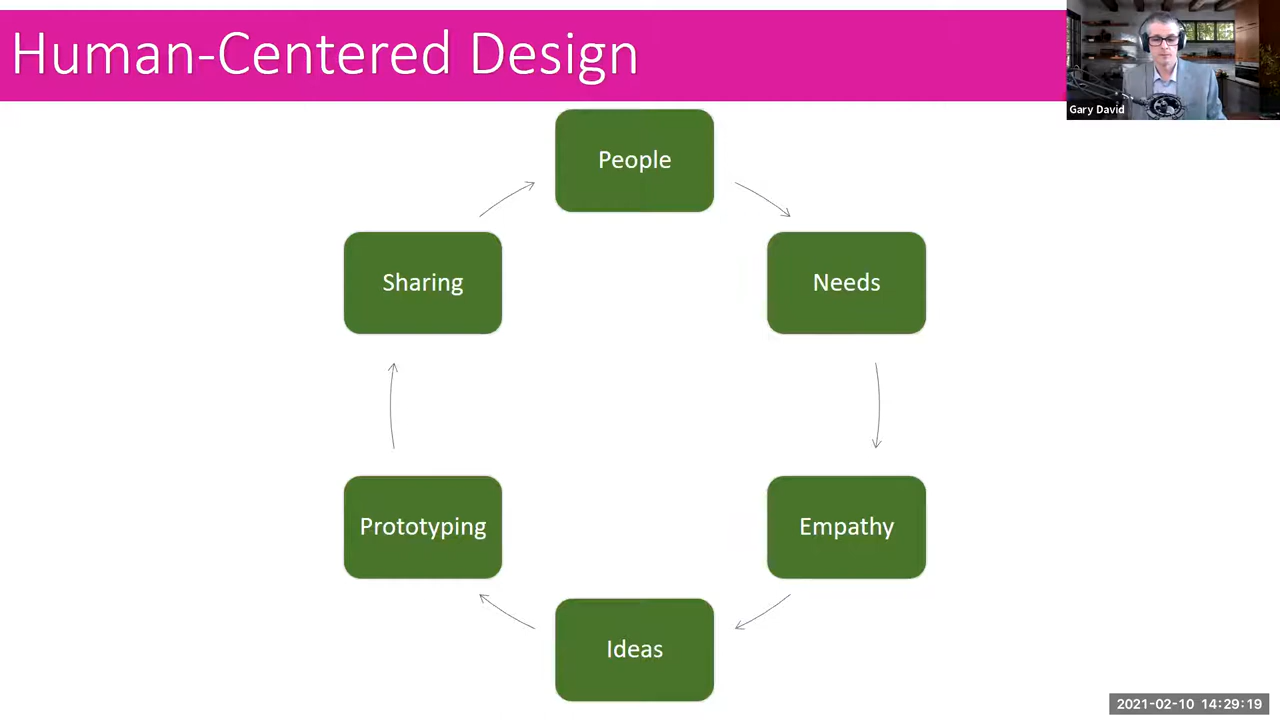 Human-Centered Design
Gary David
People
Sharing
Needs
Prototyping
Empathy
Ideas
2021-02-10 14:29:19